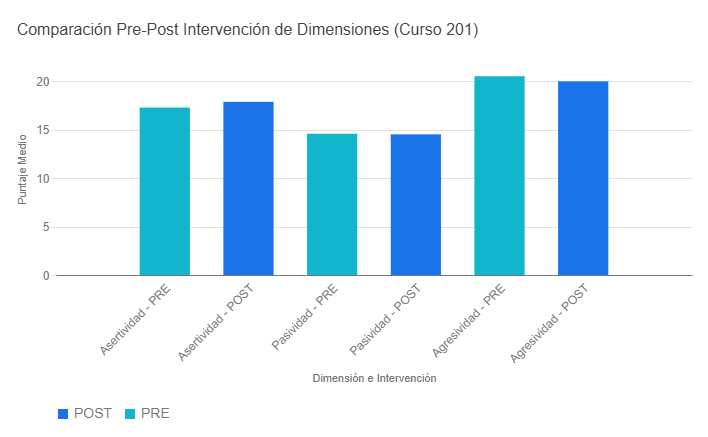 Comparación Pre-Post Intervención de Dimensiones (Curso 201)
Puntaje Medio
20
15
10
5
0
Asertividad - PRE
Asertividad - POST
Pasividad - PRE
Pasividad - POST
Agresividad - PRE
Agresividad - POST
Dimensión e Intervención
POST PRE